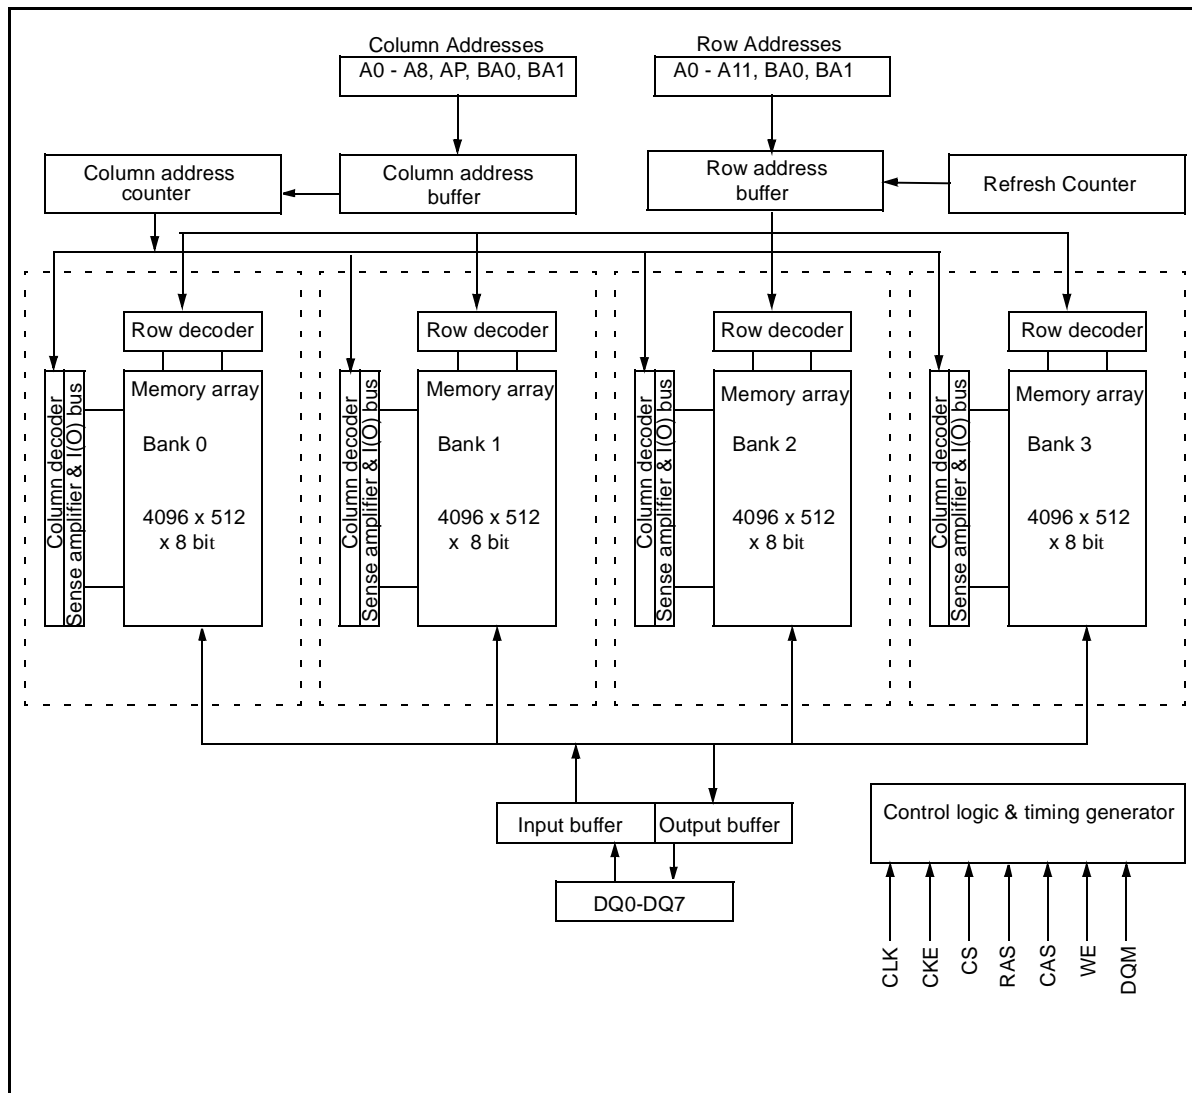 Column Addresses
A0 - A8, AP, BA0, BA1
Row Addresses
A0 - A11, BA0, BA1
Column address
counter
Column address
buffer
Row address
buffer
Refresh Counter
Row decoder
Row decoder
Row decoder
Row decoder
Column decoder
Sense amplifier & I(O) bus
Memory array
Bank 0
4096 x 512
x 8 bit
Column decoder
Sense amplifier & I(O) bus
Memory array
Bank 1
4096 x 512
x 8 bit
Column decoder
Sense amplifier & I(O) bus
Memory array
Bank 2
4096 x 512
x 8 bit
Column decoder
Sense amplifier & I(O) bus
Memory array
Bank 3
4096 x 512
x 8 bit
Input buffer
Output buffer
DQ0-DQ7
Control logic & timing generator
CLK
CKE
CS
RAS
CAS
WE
DQM